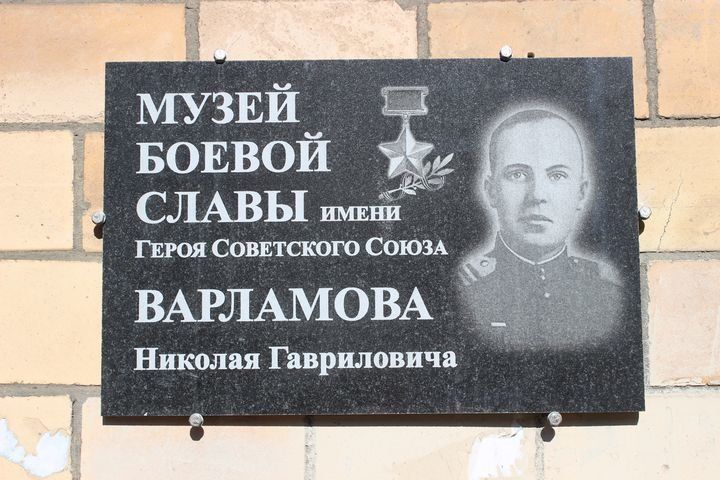 МУЗЕЙ
БОЕВОЙ
СЛАВЫ ИМЕНИ
ГЕРОЯ СОВЕТСКОГО СОЮЗА
ВАРЛАМОВА
Николая Гавриловича